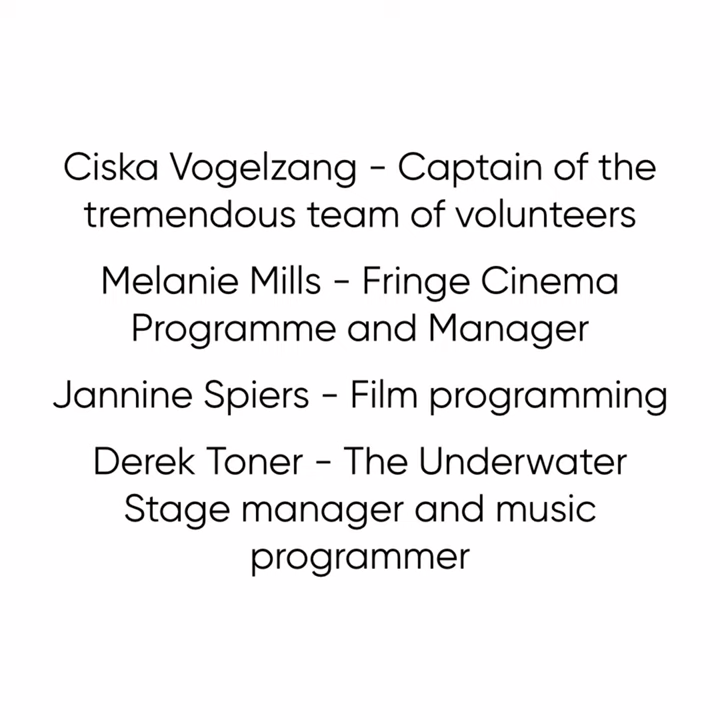 Ciska Vogelzang - Captain of the
tremendous team of volunteers
Melanie Mills - Fringe Cinema
Programme and Manager
Jannine Spiers - Film programming
Derek Toner - The Underwater
Stage manager and music
programmer